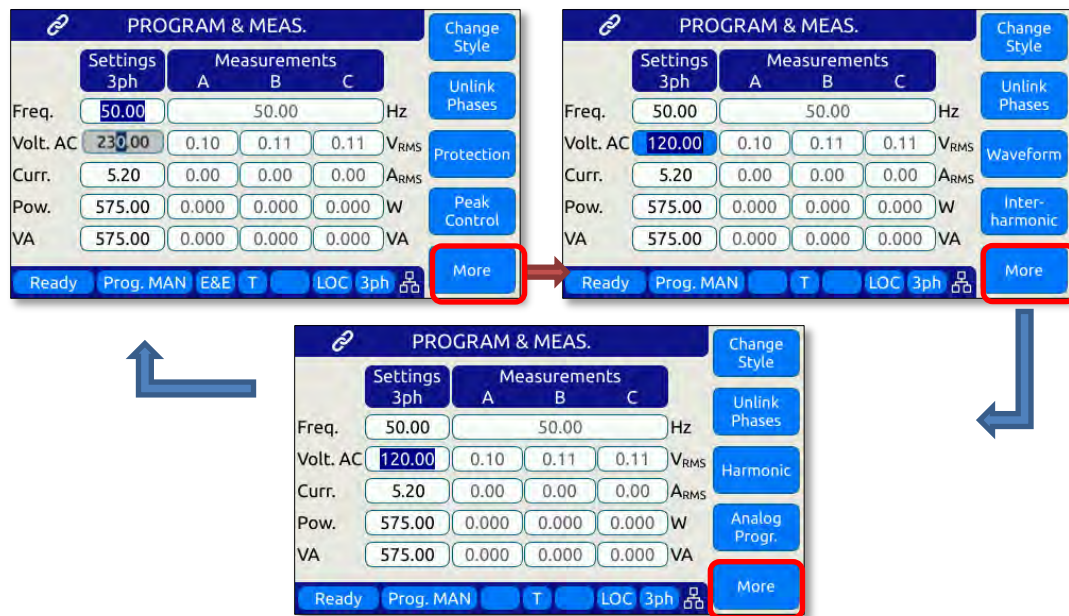 PROGRAM & MEAS.
Change
Style
Settings Measurements
3ph A B C
Unlink
Phases
Freq. 50.00 50.00 Hz
Volt. AC 230.00 0.10 0.11 0.11 VRMS
Protection
Curr. 5.20 0.00 0.00 0.00 ARMS
Pow. 575.00 0.000 0.000 0.000 W
Peak
Control
VA 575.00 0.000 0.000 0.000 VA
More
Ready Prog. MAN E&E T LOC 3ph
PROGRAM & MEAS.
Change
Style
Settings Measurements
3ph A B C
Unlink
Phases
Freq. 50.00 50.00 Hz
Volt. AC 120.00 0.10 0.11 0.11 VRMS
Waveform
Curr. 5.20 0.00 0.00 0.00 ARMS
Pow. 575.00 0.000 0.000 0.000 W
Inter-
harmonic
VA 575.00 0.000 0.000 0.000 VA
More
Ready Prog. MAN T LOC 3ph
PROGRAM & MEAS.
Change
Style
Settings Measurements
3ph A B C
Unlink
Phases
Freq. 50.00 50.00 Hz
Volt. AC 120.00 0.10 0.11 0.11 VRMS
Harmonic
Curr. 5.20 0.00 0.00 0.00 ARMS
Pow. 575.00 0.000 0.000 0.000 W
Analog
Progr.
VA 575.00 0.000 0.000 0.000 VA
More
Ready Prog. MAN T LOC 3ph